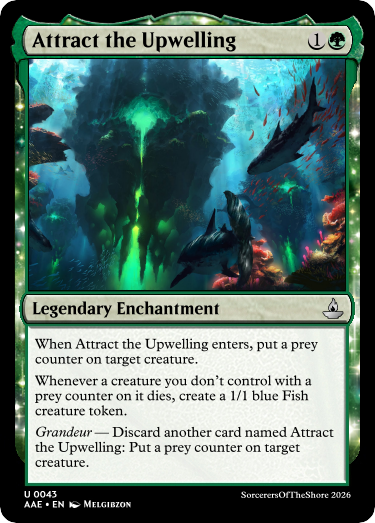 Attract the Upwelling 1
Legendary Enchantment
When Attract the Upwelling enters, put a prey
counter on target creature.
Whenever a creature you don't control with a
prey counter on it dies, create a 1/1 blue Fish
creature token.
Grandeur — Discard another card named Attract
the Upwelling: Put a prey counter on target
creature.
U 0043
AAE • EN Melgibzon
SorcerersOfTheShore 2026